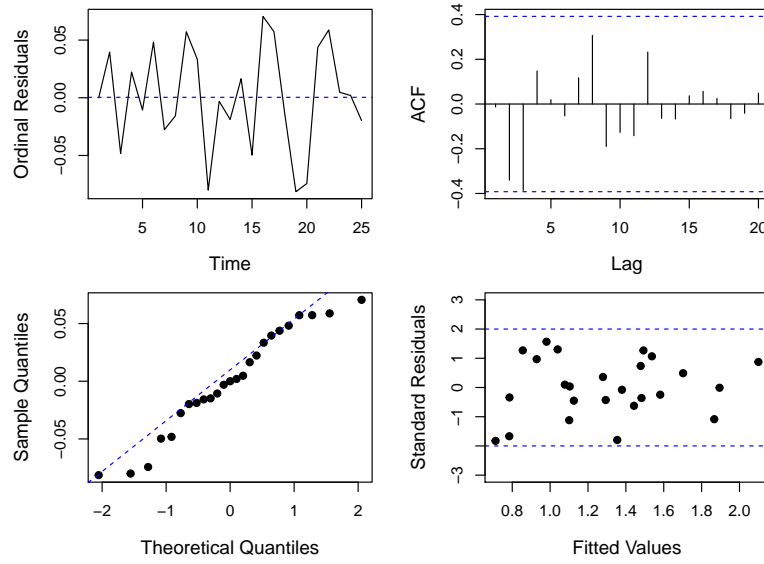 Ordinal Residuals
0.05
0.00
−0.05
5 10 15 20 25
Time
ACF
0.4
0.2
0.0
−0.2
−0.4
5 10 15 20
Lag
Sample Quantiles
0.05
0.00
−0.05
−2 −1 0 1 2
Theoretical Quantiles
Standard Residuals
3
2
1
0
−1
−3
0.8 1.0 1.2 1.4 1.6 1.8 2.0
Fitted Values